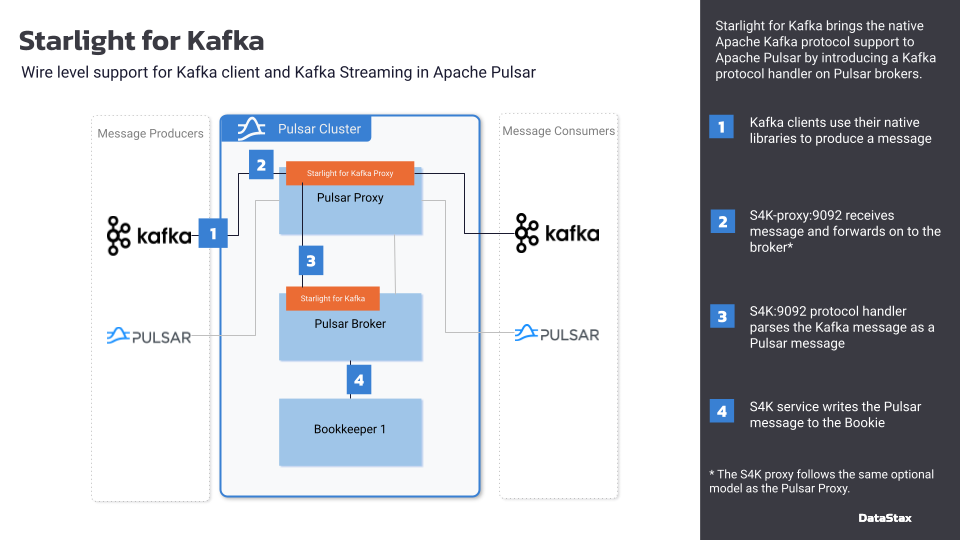 Starlight for Kafka
Wire level support for Kafka client and Kafka Streaming in Apache Pulsar
Message Producers
Pulsar Cluster
Message Consumers
2
Starlight for Kafka Proxy
Pulsar Proxy
kafka
1
kafka
3
Starlight for Kafka
Pulsar Broker
PULSAR
PULSAR
4
Bookkeeper 1
Starlight for Kafka brings the native
Apache Kafka protocol support to
Apache Pulsar by introducing a Kafka
protocol handler on Pulsar brokers.
1
Kafka clients use their native
libraries to produce a message
2
S4K-proxy:9092 receives
message and forwards on to the
broker*
3
S4K:9092 protocol handler
parses the Kafka message as a
Pulsar message
4
S4K service writes the Pulsar
message to the Bookie
* The S4K proxy follows the same optional
model as the Pulsar Proxy.
DataStax